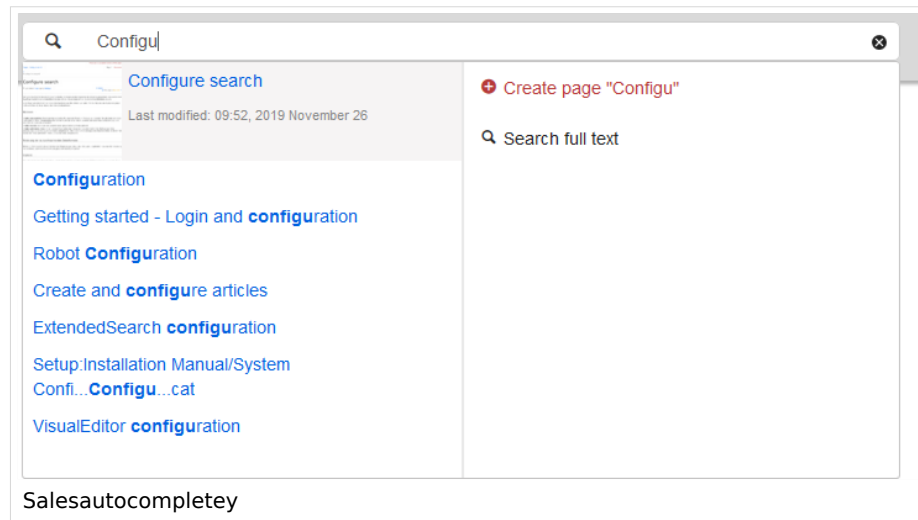 Configu
Configure search
Last modified: 09:52, 2019 November 26
Configuration
Getting started - Login and configuration
Robot Configuration
Create and configure articles
ExtendedSearch configuration
Setup:Installation Manual/System
Confi...Configu...cat
VisualEditor configuration
Create page "Configu"
Search full text
Salesautocompletey